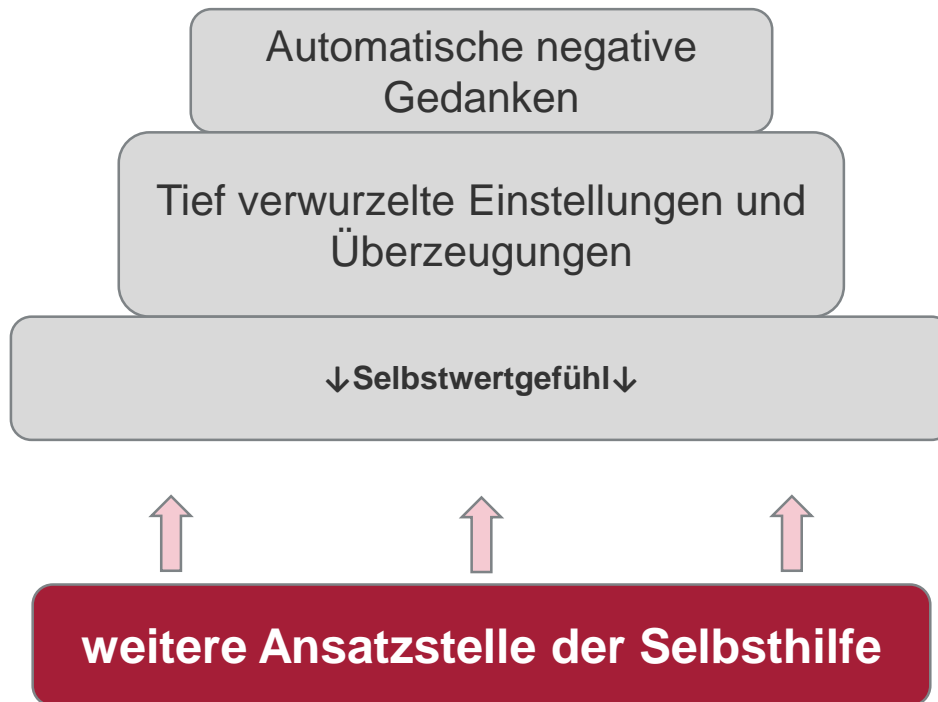 Automatische negative
Gedanken
Tief verwurzelte Einstellungen und
Überzeugungen
↓Selbstwertgefühl↓
weitere Ansatzstelle der Selbsthilfe